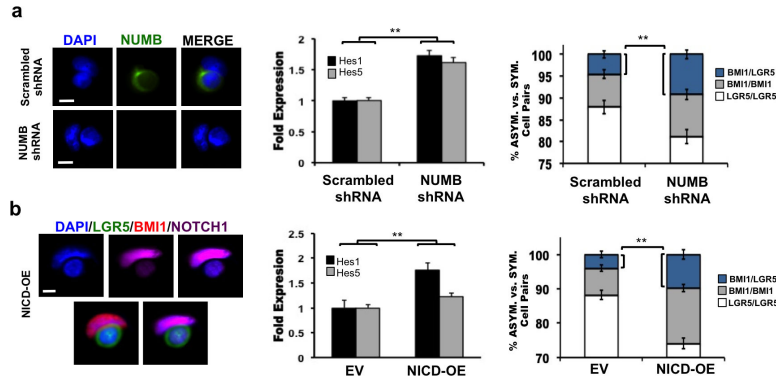 a
DAPI NUMB MERGE
Scrambled
shRNA
NUMB
shRNA
Fold Expression
2
1.5
1
0.5
0
**
Hes1
Hes5
Scrambled
shRNA
NUMB
shRNA
% ASYM. vs. SYM.
Cell Pairs
100
95
90
85
80
75
**
BMI1/LGR5
BMI1/BMI1
LGR5/LGR5
Scrambled
shRNA
NUMB
shRNA
b
DAPI/LGR5/BMI1/NOTCH1
NICD-OE
Fold Expression
2.5
2
1.5
1
0.5
0
**
Hes1
Hes5
EV
NICD-OE
% ASYM. vs. SYM.
Cell Pairs
100
90
80
70
**
BMI1/LGR5
BMI1/BMI1
LGR5/LGR5
EV
NICD-OE